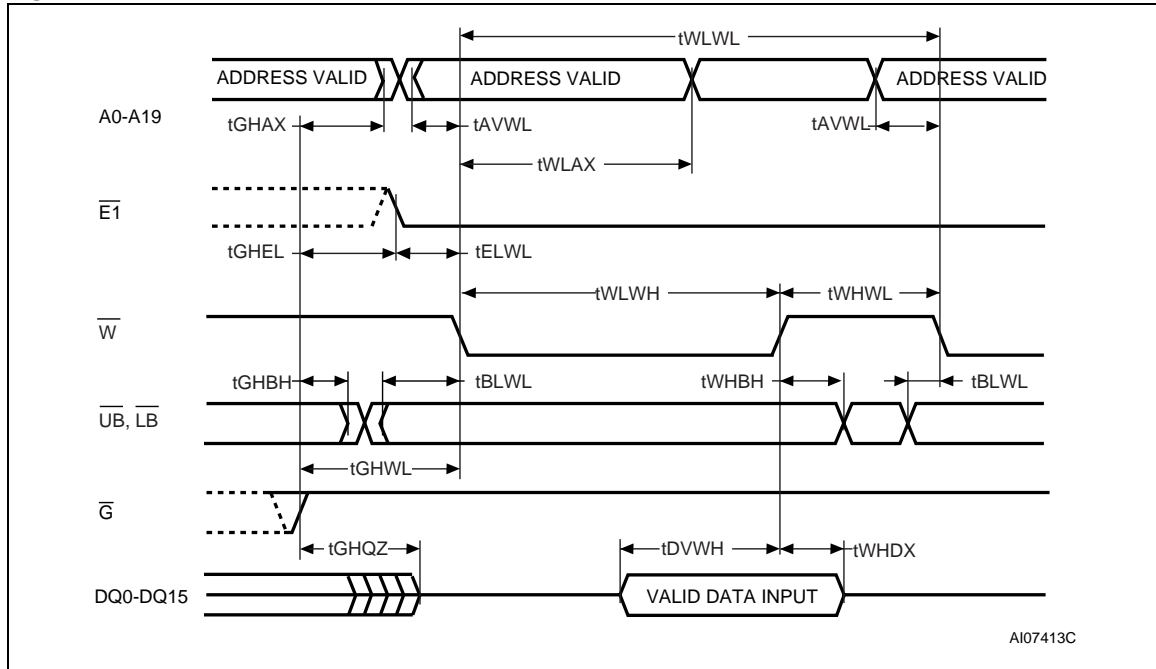 tWLWL
ADDRESS VALID
ADDRESS VALID
ADDRESS VALID
A0-A19
tGHAX
tAVWL
tAVWL
tWLAX
E1
tGHEL
tELWL
tWLWH
tWHWL
W
tGHBH
tBLWL
tWHBH
tBLWL
UB, LB
tGHWL
G
tGHQZ
tDVWH
tWHDX
DQ0-DQ15
VALID DATA INPUT
AI07413C